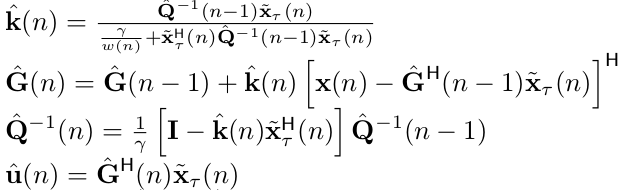 $\hat{\mathbf{k}}(n) = \frac{\hat{\mathbf{Q}}^{-1}(n-1)\tilde{\mathbf{x}}_{\tau}(n)}{\frac{\gamma}{w(n)}+\tilde{\mathbf{x}}_{\tau}^{\mathsf{H}}(n)\hat{\mathbf{Q}}^{-1}(n-1)\tilde{\mathbf{x}}_{\tau}(n)}$
$\hat{\mathbf{G}}(n) = \hat{\mathbf{G}}(n-1) + \hat{\mathbf{k}}(n)\left[\mathbf{x}(n) - \hat{\mathbf{G}}^{\mathsf{H}}(n-1)\tilde{\mathbf{x}}_{\tau}(n)\right]^{\mathsf{H}}$
$\hat{\mathbf{Q}}^{-1}(n) = \frac{1}{\gamma}\left[\mathbf{I} - \hat{\mathbf{k}}(n)\tilde{\mathbf{x}}_{\tau}^{\mathsf{H}}(n)\right]\hat{\mathbf{Q}}^{-1}(n-1)$
$\hat{\mathbf{u}}(n) = \hat{\mathbf{G}}^{\mathsf{H}}(n)\tilde{\mathbf{x}}_{\tau}(n)$